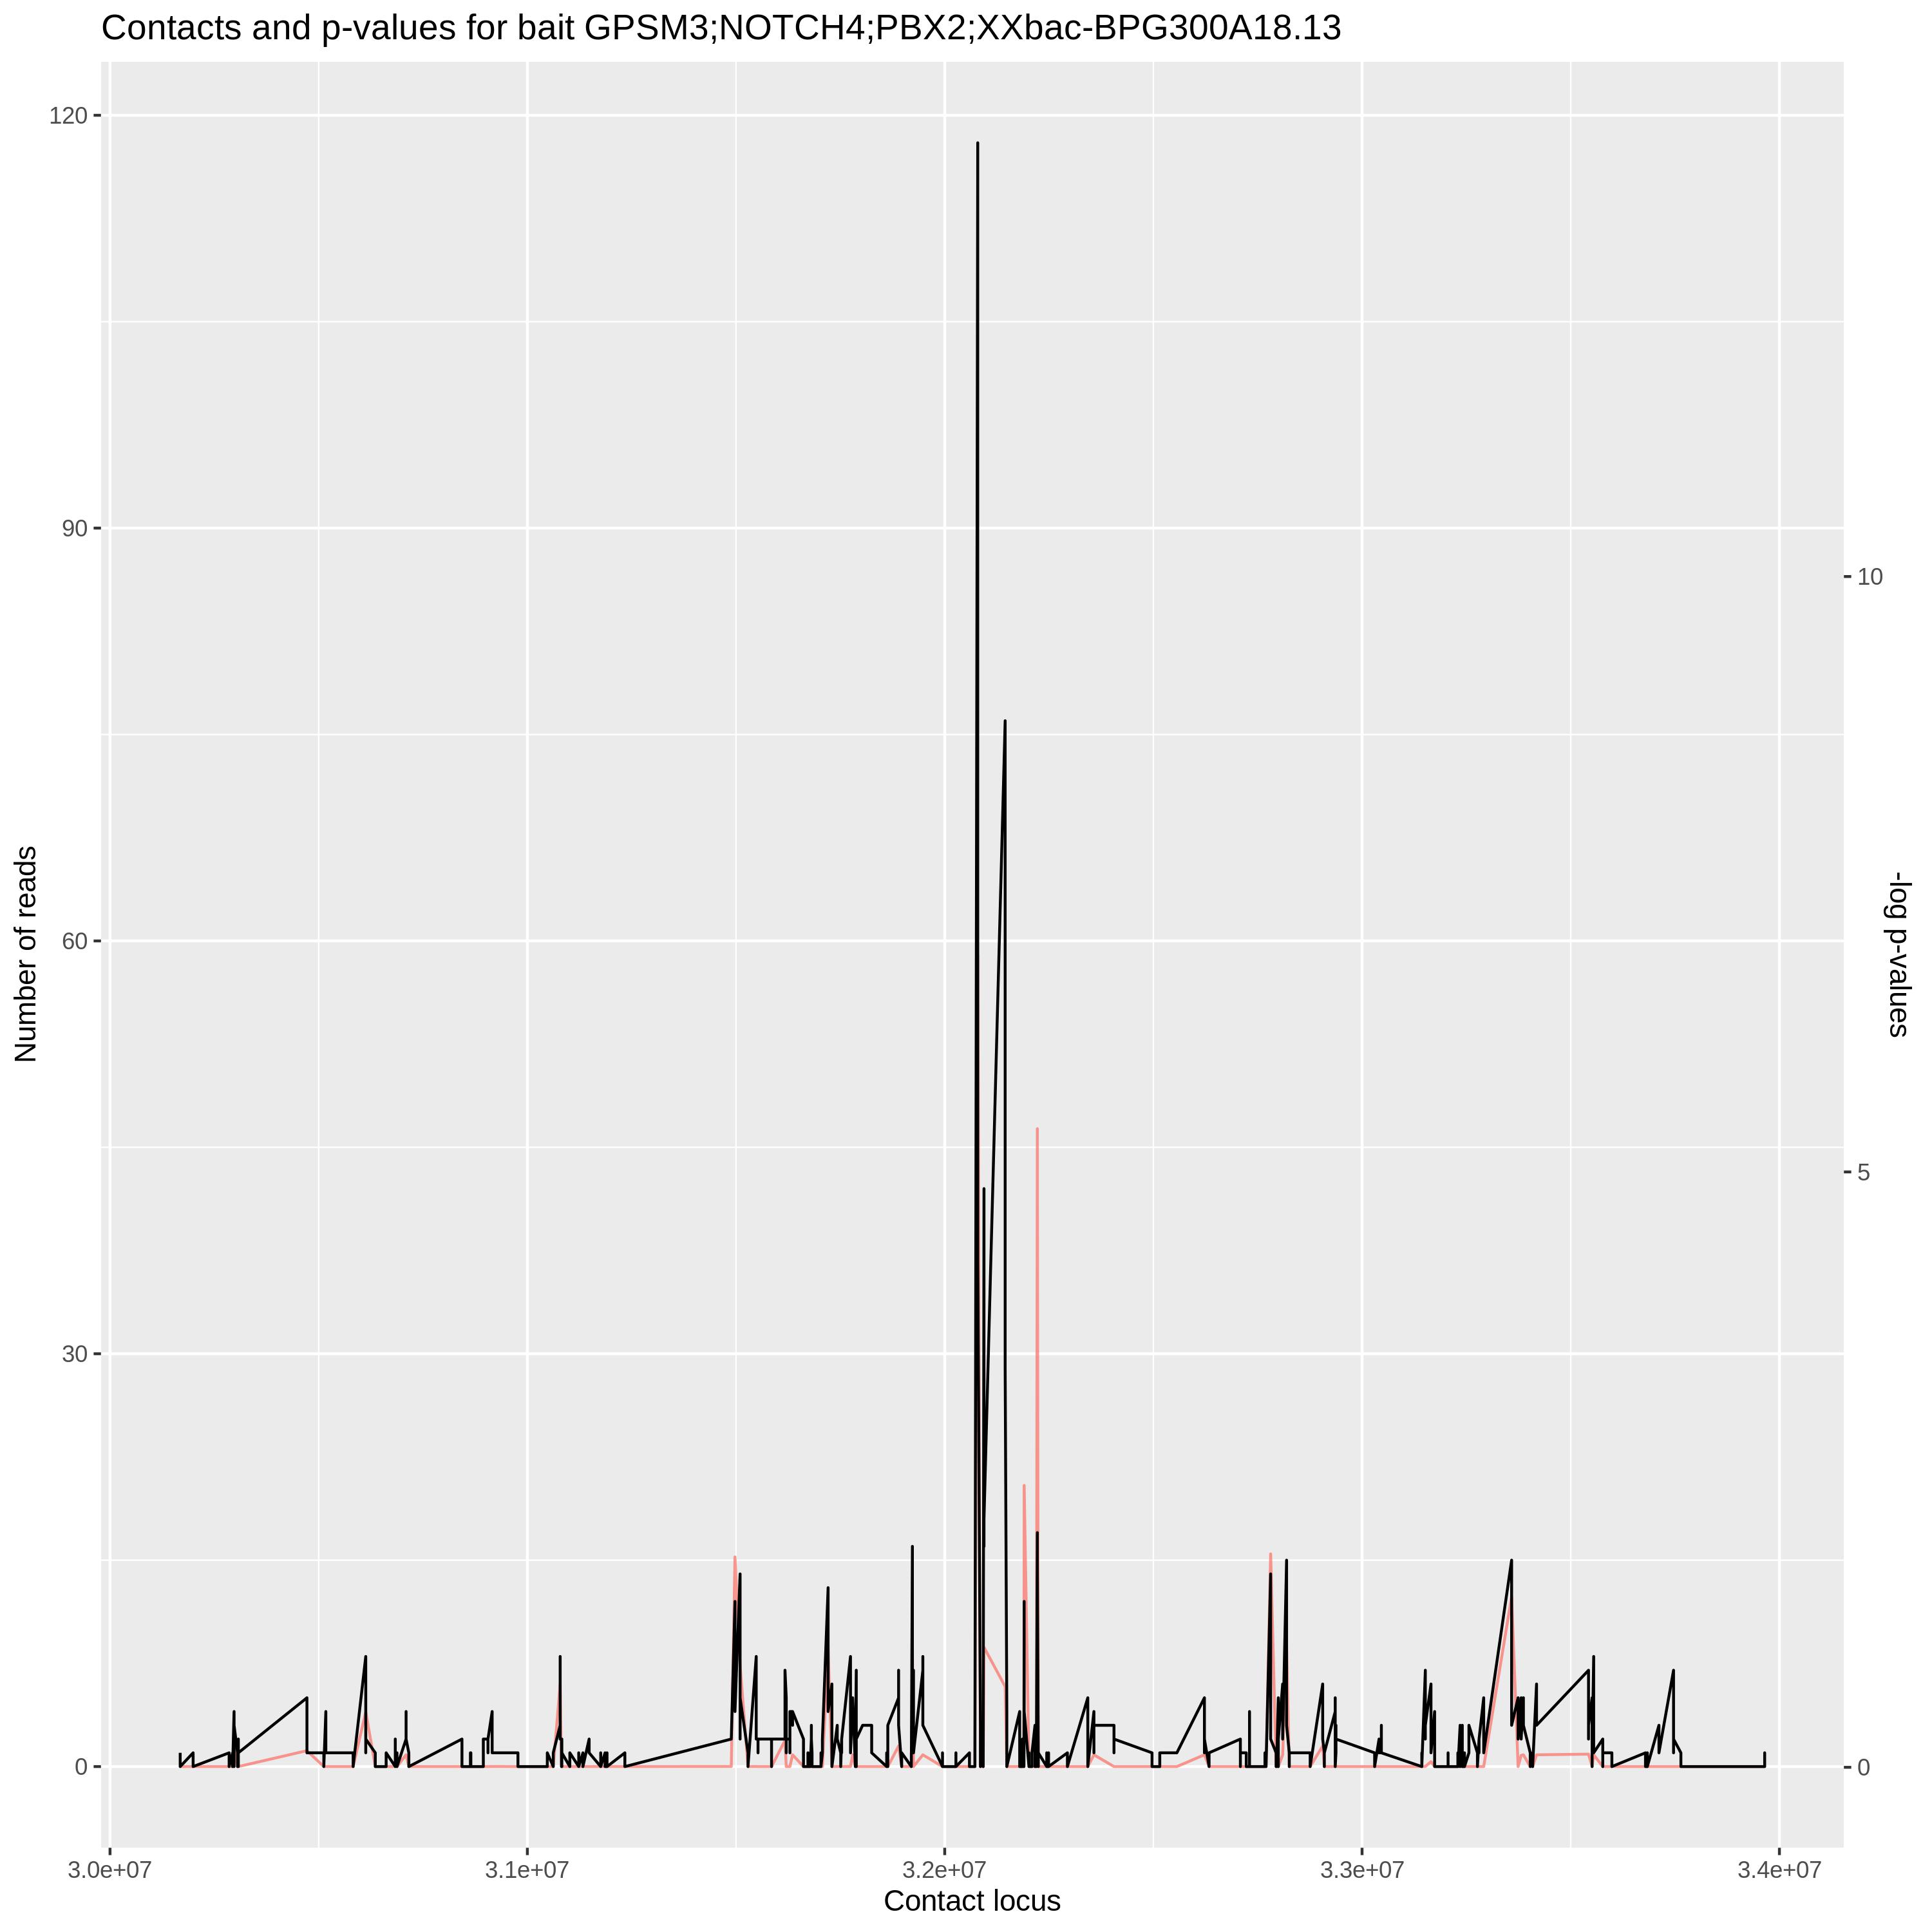 Contacts and p-values for bait GPSM3;NOTCH4;PBX2;XXbac-BPG300A18.13
120
90
60
30
0
Number of reads
10
5
0
-log p-values
3.0e+07
3.1e+07
3.2e+07
3.3e+07
3.4e+07
Contact locus